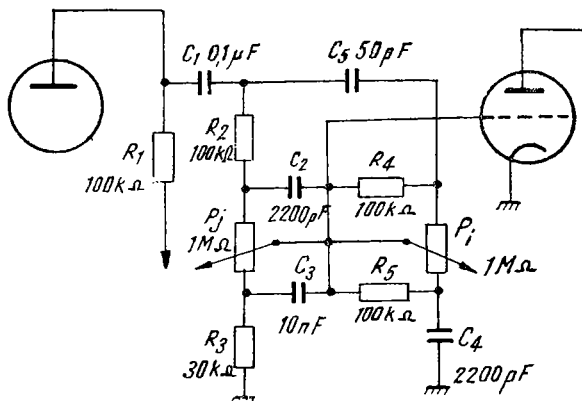 C₁ 0,1µF
C₅ 50pF
R₁
100kΩ
R₂
100kΩ
C₂
2200pF
R₄
100kΩ
Pⱼ
1MΩ
Pᵢ
1MΩ
C₃
10nF
R₅
100kΩ
R₃
30kΩ
C₄
2200pF